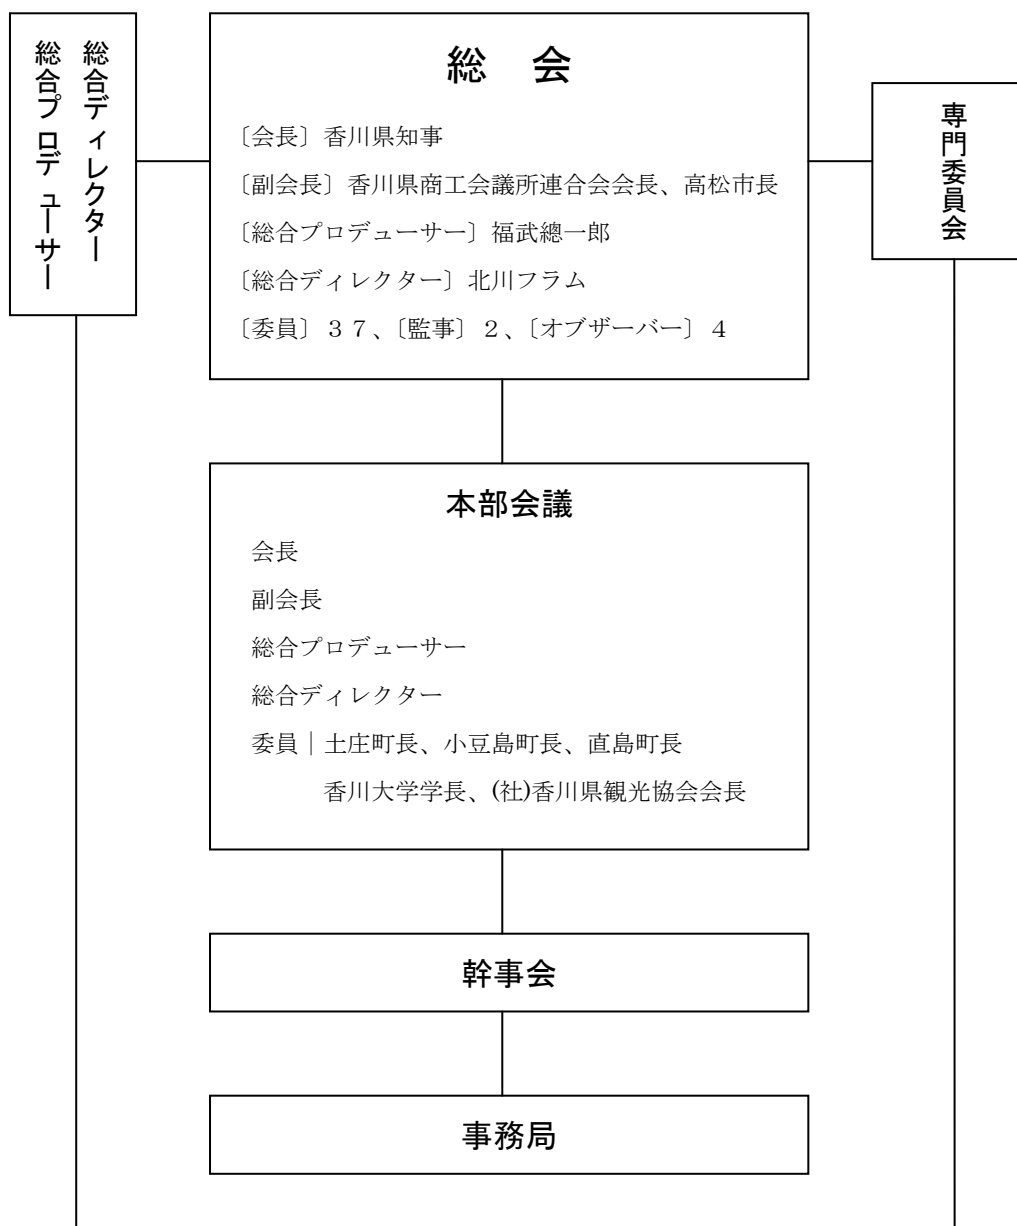 総合ディレクター
総合プロデューサー
総　会
〔会長〕香川県知事
〔副会長〕香川県商工会議所連合会会長、高松市長
〔総合プロデューサー〕福武總一郎
〔総合ディレクター〕北川フラム
〔委員〕３７、〔監事〕２、〔オブザーバー〕４
専門委員会
本部会議
会長
副会長
総合プロデューサー
総合ディレクター
委員｜土庄町長、小豆島町長、直島町長
香川大学学長、(社)香川県観光協会会長
幹事会
事務局